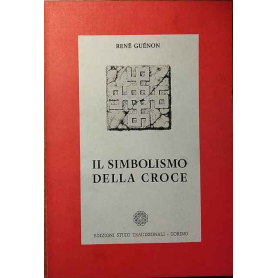 RENÉ GUÉNON
IL SIMBOLISMO
DELLA CROCE
EDIZIONI STUDI TRADIZIONALI - TORINO